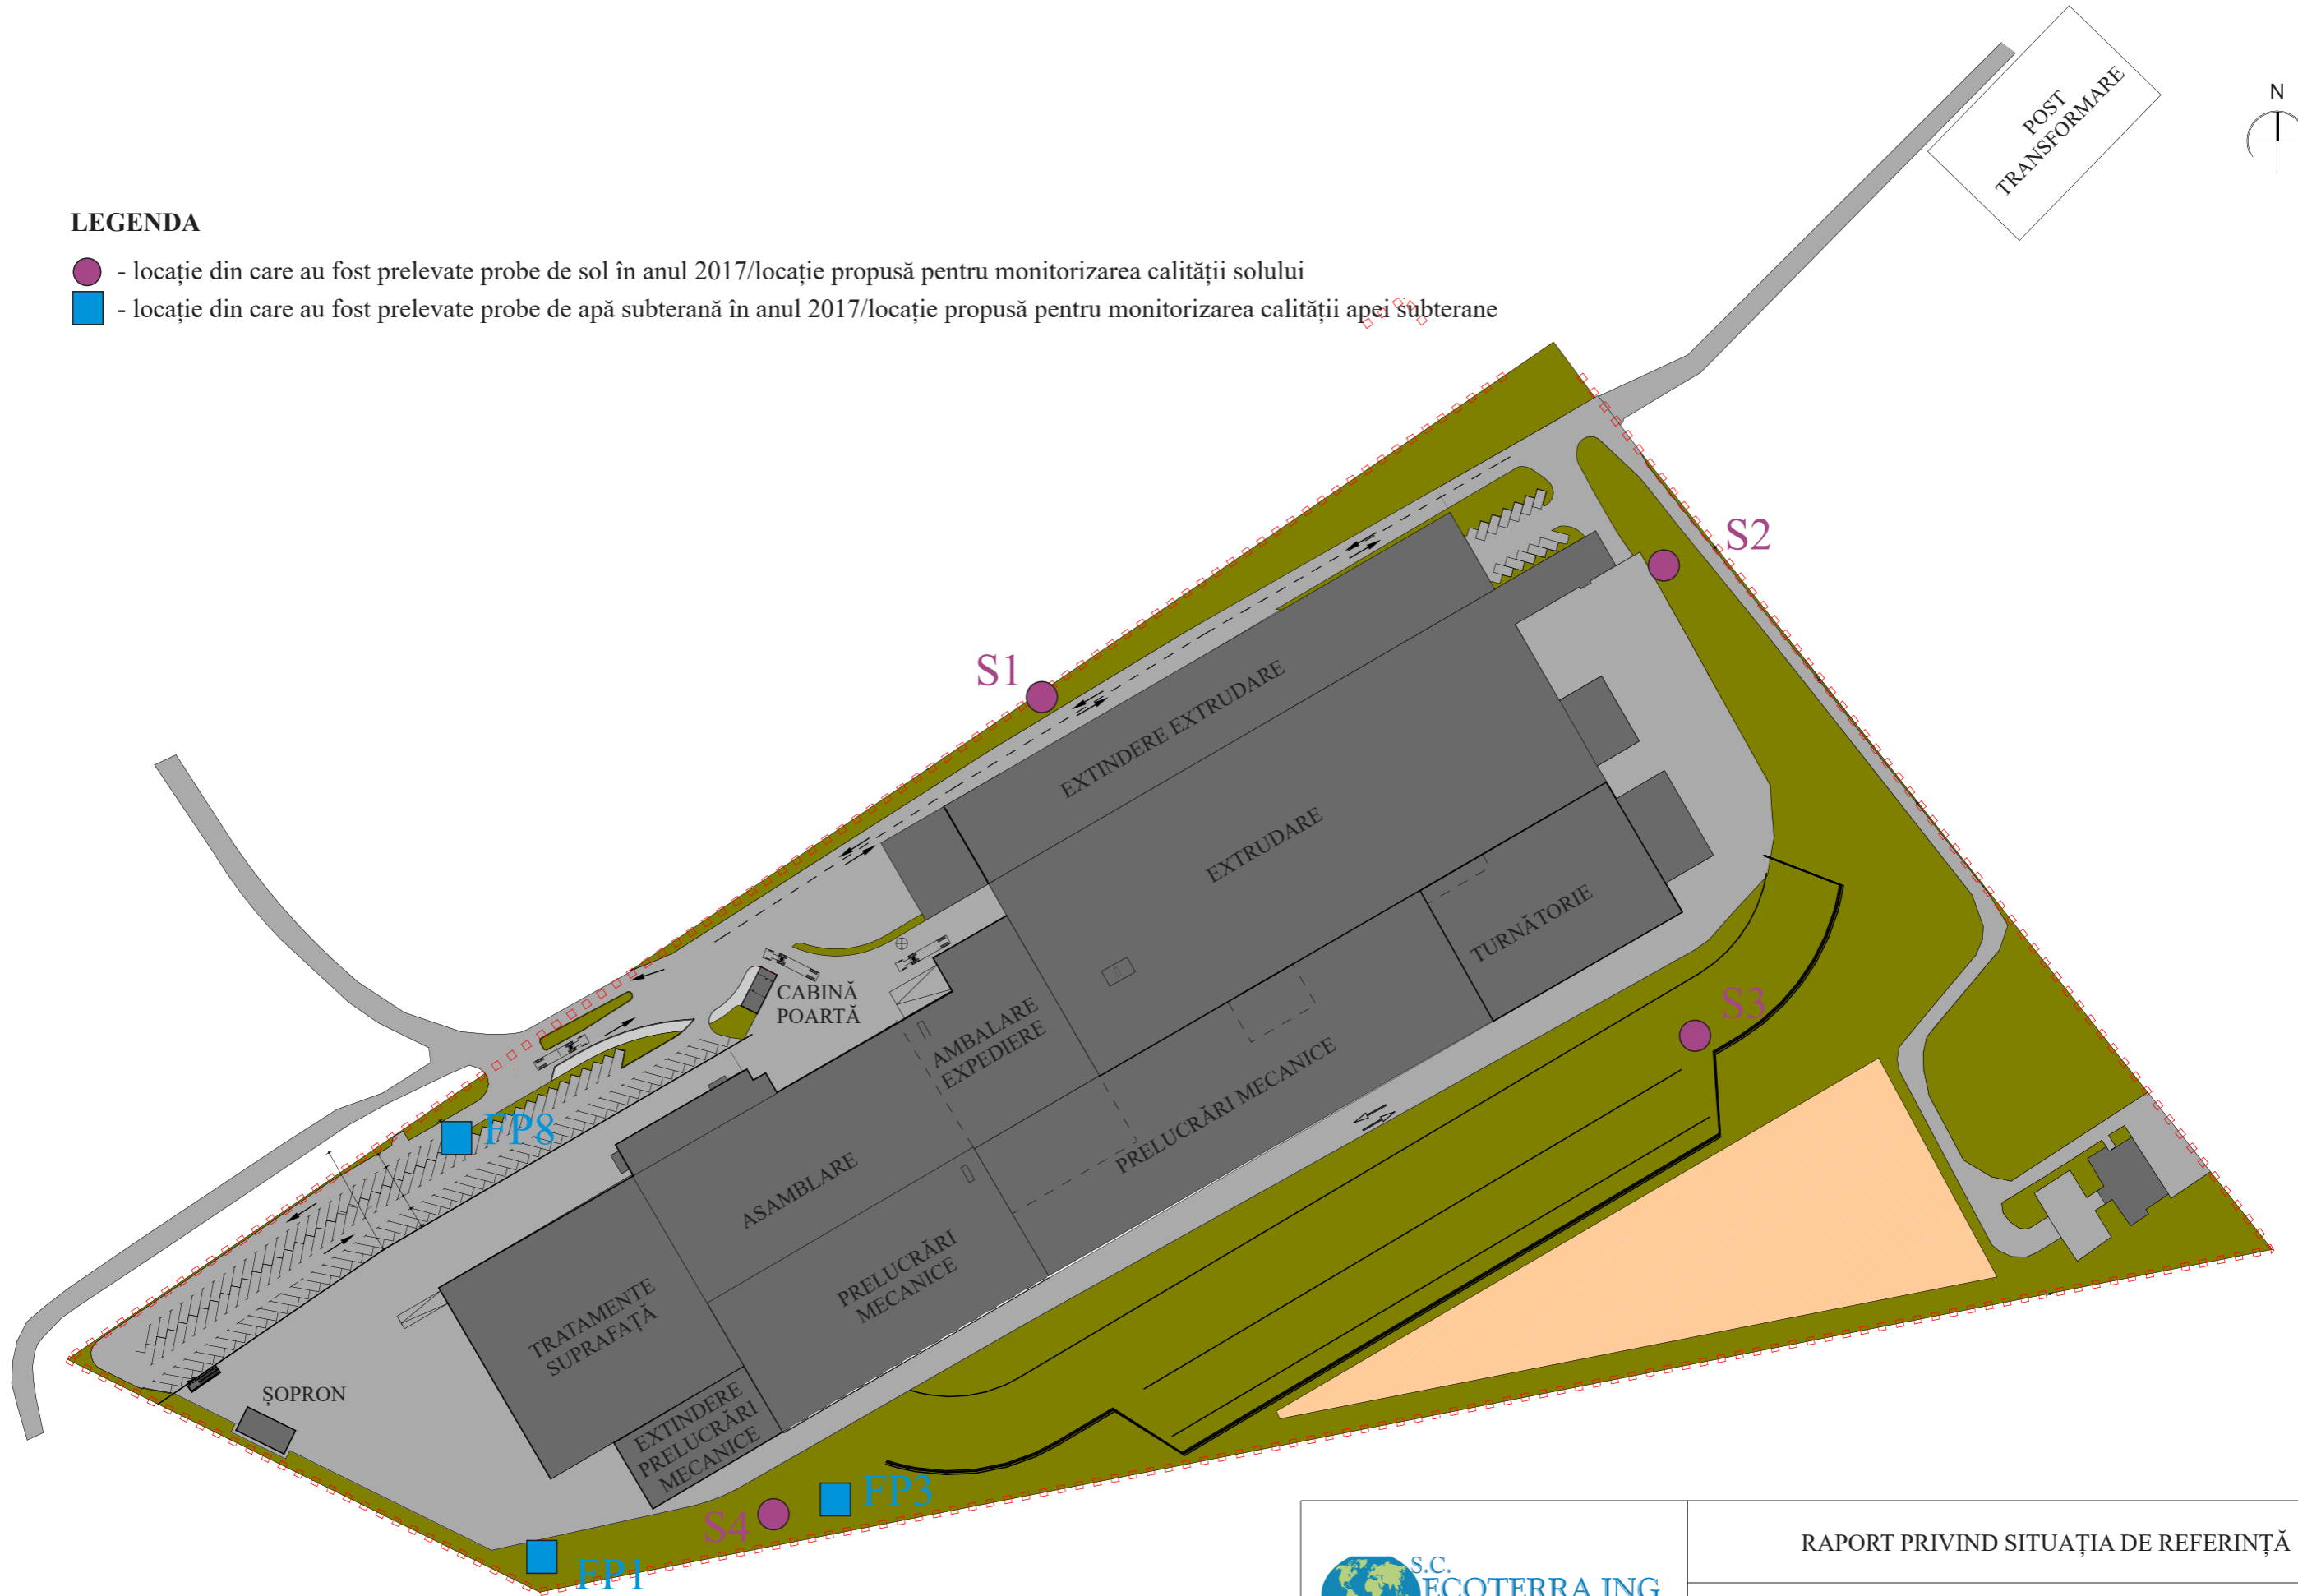 POST
TRANSFORMARE
N
LEGENDA
- locație din care au fost prelevate probe de sol în anul 2017/locație propusă pentru monitorizarea calității solului
- locație din care au fost prelevate probe de apă subterană în anul 2017/locație propusă pentru monitorizarea calității apei subterane
S2
S1
EXTINDERE EXTRUDARE
EXTRUDARE
TURNĂTORIE
CABINĂ
POARTĂ
S3
AMBALARE
EXPEDIERE
PRELUCRĂRI MECANICE
FP8
ASAMBLARE
PRELUCRĂRI
MECANICE
TRATAMENTE
SUPRAFAȚĂ
ȘOPRON
EXTINDERE
PRELUCRĂRI
MECANICE
FP3
S4
FP1
RAPORT PRIVIND SITUAȚIA DE REFERINȚĂ
S.C.
ECOTERRA ING